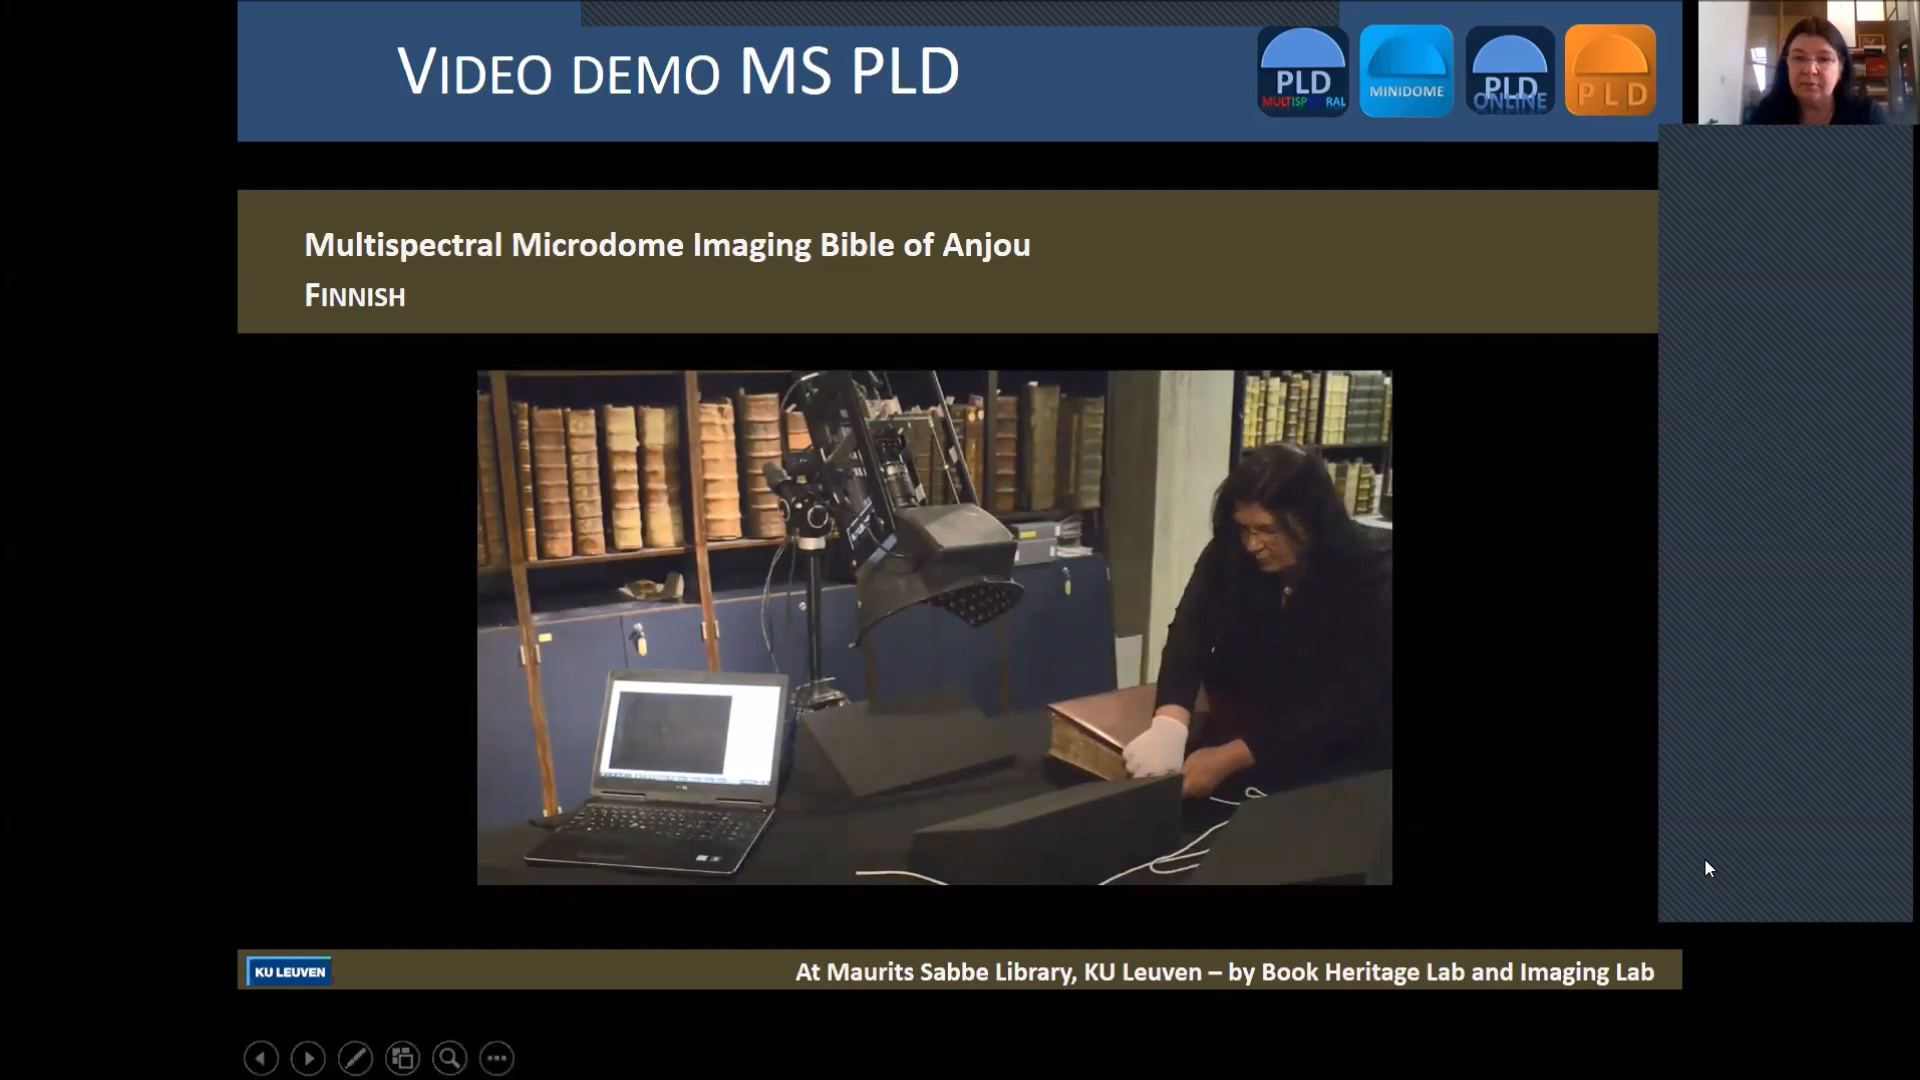 VIDEO DEMO MS PLD
PLD
MULTISPECTRAL
MINIDOME
PLD
ONLINE
PLD
Multispectral Microdome Imaging Bible of Anjou
FINNISH
KU LEUVEN
At Maurits Sabbe Library, KU Leuven – by Book Heritage Lab and Imaging Lab